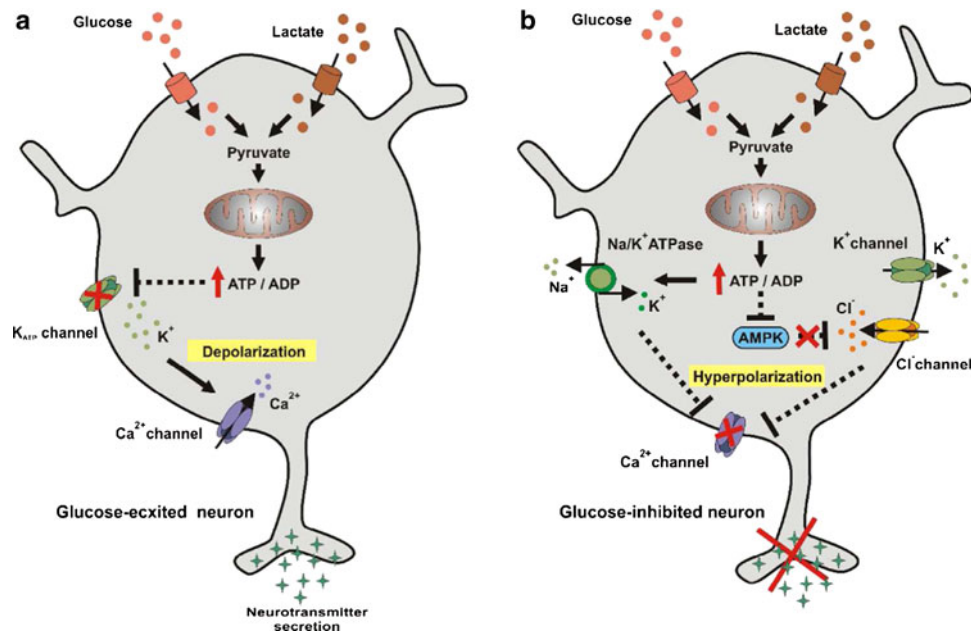 a
Glucose
Lactate
Pyruvate
ATP / ADP
K_ATP channel
K⁺
Depolarization
Ca²⁺
Ca²⁺channel
Glucose-ecxited neuron
Neurotransmitter
secretion
b
Glucose
Lactate
Pyruvate
Na/K⁺ATPase
K⁺channel
K⁺
Na⁺
ATP / ADP
K⁺
Cl⁻
AMPK
Cl⁻channel
Hyperpolarization
Ca²⁺channel
Glucose-inhibited neuron